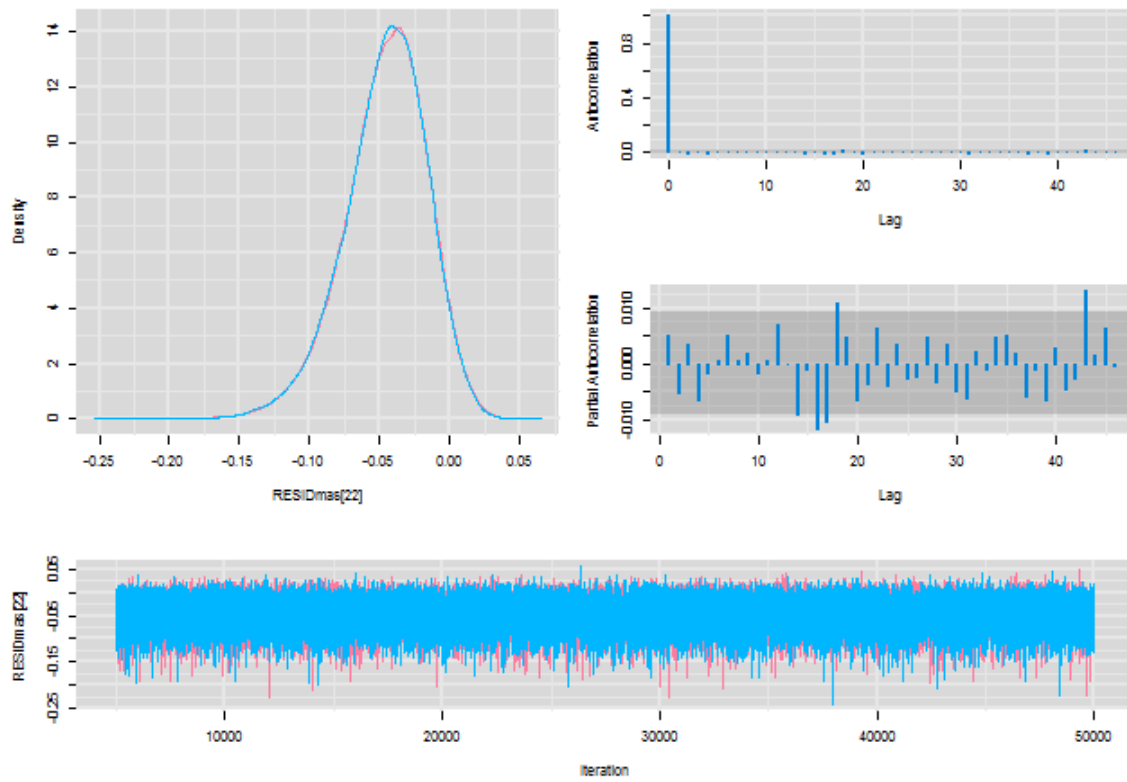 Density
14
12
10
8
6
4
2
0
-0.25 -0.20 -0.15 -0.10 -0.05 0.00 0.05
RESIDmas[22]
Autocorrelation
0.8
0.4
0.0
0 10 20 30 40
Lag
Partial Autocorrelation
0.010
0.000
-0.010
0 10 20 30 40
Lag
RESIDmas[22]
0.05
-0.05
-0.15
-0.25
10000 20000 30000 40000 50000
Iteration